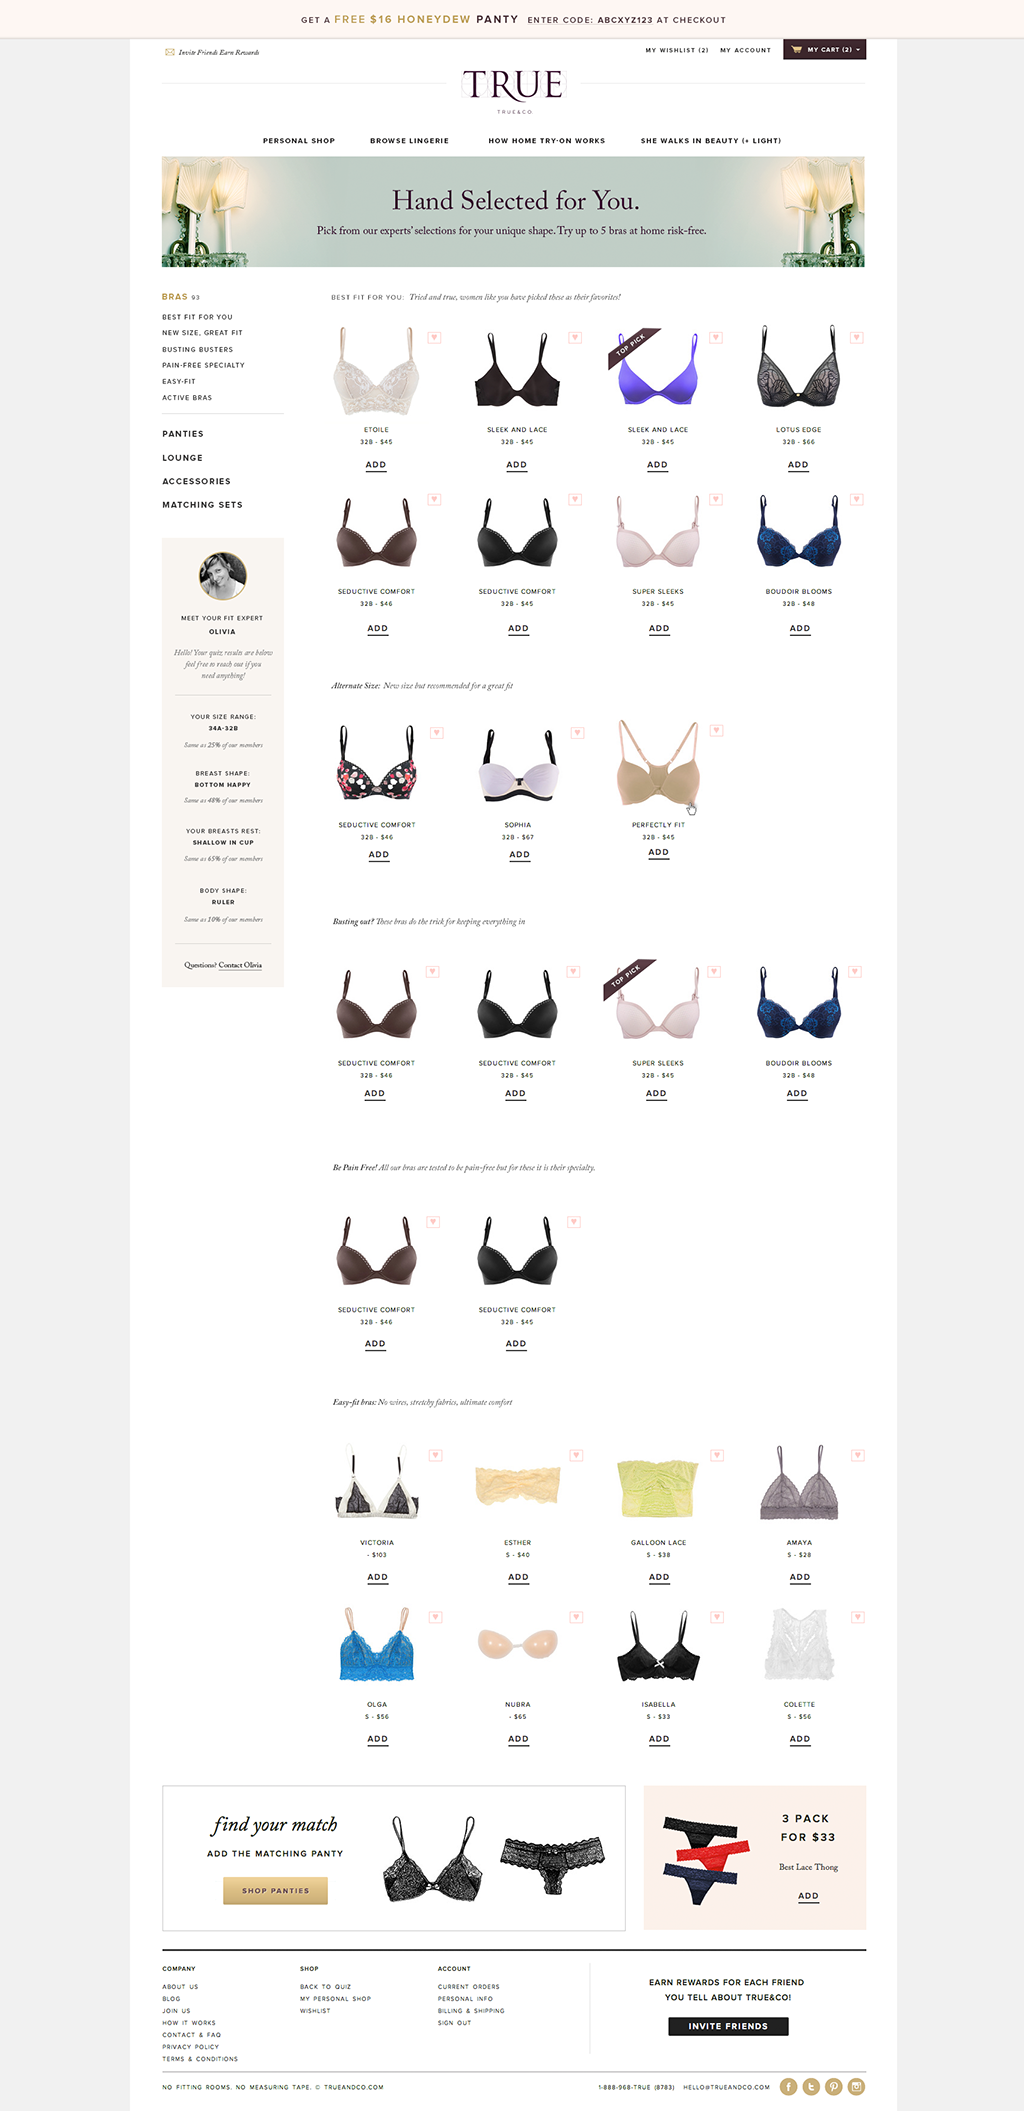 GET A FREE $16 HONEYDEW PANTY ENTER CODE: ABCXYZ123 AT CHECKOUT
Invite Friends Earn Rewards
MY WISHLIST (2) MY ACCOUNT MY CART (2)
TRUE
TRUE&CO.
PERSONAL SHOP BROWSE LINGERIE HOW HOME TRY-ON WORKS SHE WALKS IN BEAUTY (+ LIGHT)
Hand Selected for You.
Pick from our experts' selections for your unique shape. Try up to 5 bras at home risk-free.
BRAS 93
BEST FIT FOR YOU
NEW SIZE, GREAT FIT
BUSTING BUSTERS
PAIN-FREE SPECIALTY
EASY-FIT
ACTIVE BRAS
PANTIES
LOUNGE
ACCESSORIES
MATCHING SETS
MEET YOUR FIT EXPERT
OLIVIA
Hello! Your quiz results are below
feel free to reach out if you
need anything!
YOUR SIZE RANGE:
34A-32B
Same as 25% of our members
BREAST SHAPE:
BOTTOM HAPPY
Same as 48% of our members
YOUR BREASTS REST:
SHALLOW IN CUP
Same as 65% of our members
BODY SHAPE:
RULER
Same as 10% of our members
Questions? Contact Olivia
BEST FIT FOR YOU: Tried and true, women like you have picked these as their favorites!
TOP PICK
ETOILE SLEEK AND LACE SLEEK AND LACE LOTUS EDGE
32B - $45 32B - $45 32B - $45 32B - $66
ADD ADD ADD ADD
SEDUCTIVE COMFORT SEDUCTIVE COMFORT SUPER SLEEKS BOUDOIR BLOOMS
32B - $46 32B - $45 32B - $45 32B - $48
ADD ADD ADD ADD
Alternate Size: New size but recommended for a great fit
SEDUCTIVE COMFORT SOPHIA PERFECTLY FIT
32B - $46 32B - $67 32B - $45
ADD ADD ADD
Busting out? These bras do the trick for keeping everything in
TOP PICK
SEDUCTIVE COMFORT SEDUCTIVE COMFORT SUPER SLEEKS BOUDOIR BLOOMS
32B - $46 32B - $45 32B - $45 32B - $48
ADD ADD ADD ADD
Be Pain Free! All our bras are tested to be pain-free but for these it is their specialty.
SEDUCTIVE COMFORT SEDUCTIVE COMFORT
32B - $46 32B - $45
ADD ADD
Easy-fit bras: No wires, stretchy fabrics, ultimate comfort
VICTORIA ESTHER GALLOON LACE AMAYA
- $103 S - $40 S - $38 S - $28
ADD ADD ADD ADD
OLGA NUBRA ISABELLA COLETTE
S - $56 - $65 S - $33 S - $56
ADD ADD ADD ADD
find your match
ADD THE MATCHING PANTY
SHOP PANTIES
3 PACK
FOR $33
Best Lace Thong
ADD
COMPANY
ABOUT US
BLOG
JOIN US
HOW IT WORKS
CONTACT & FAQ
PRIVACY POLICY
TERMS & CONDITIONS
SHOP
BACK TO QUIZ
MY PERSONAL SHOP
WISHLIST
ACCOUNT
CURRENT ORDERS
PERSONAL INFO
BILLING & SHIPPING
SIGN OUT
EARN REWARDS FOR EACH FRIEND
YOU TELL ABOUT TRUE&CO!
INVITE FRIENDS
NO FITTING ROOMS. NO MEASURING TAPE. © TRUEANDCO.COM
1-888-968-TRUE (8783) HELLO@TRUEANDCO.COM